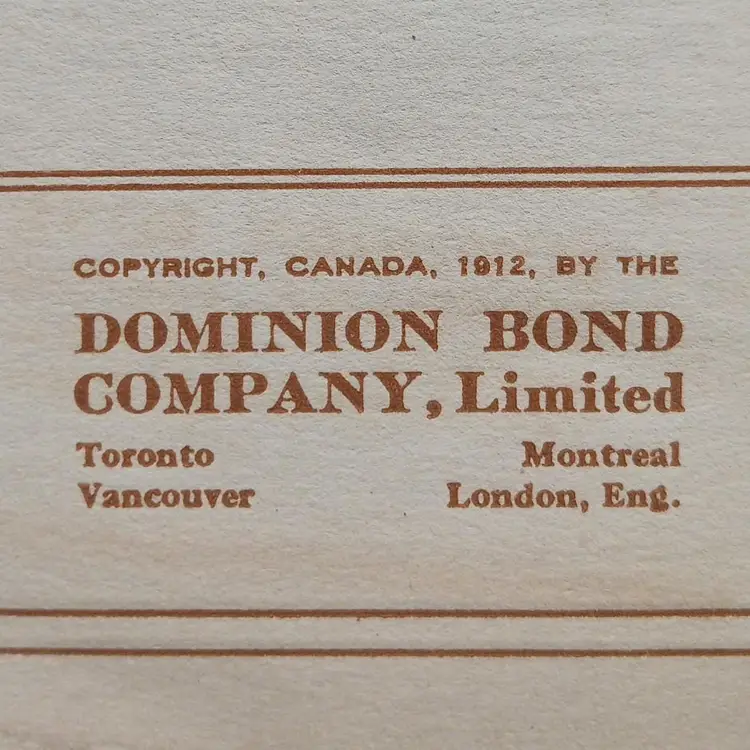 COPYRIGHT, CANADA, 1912, BY THE
DOMINION BOND
COMPANY, Limited
Toronto Montreal
Vancouver London, Eng.